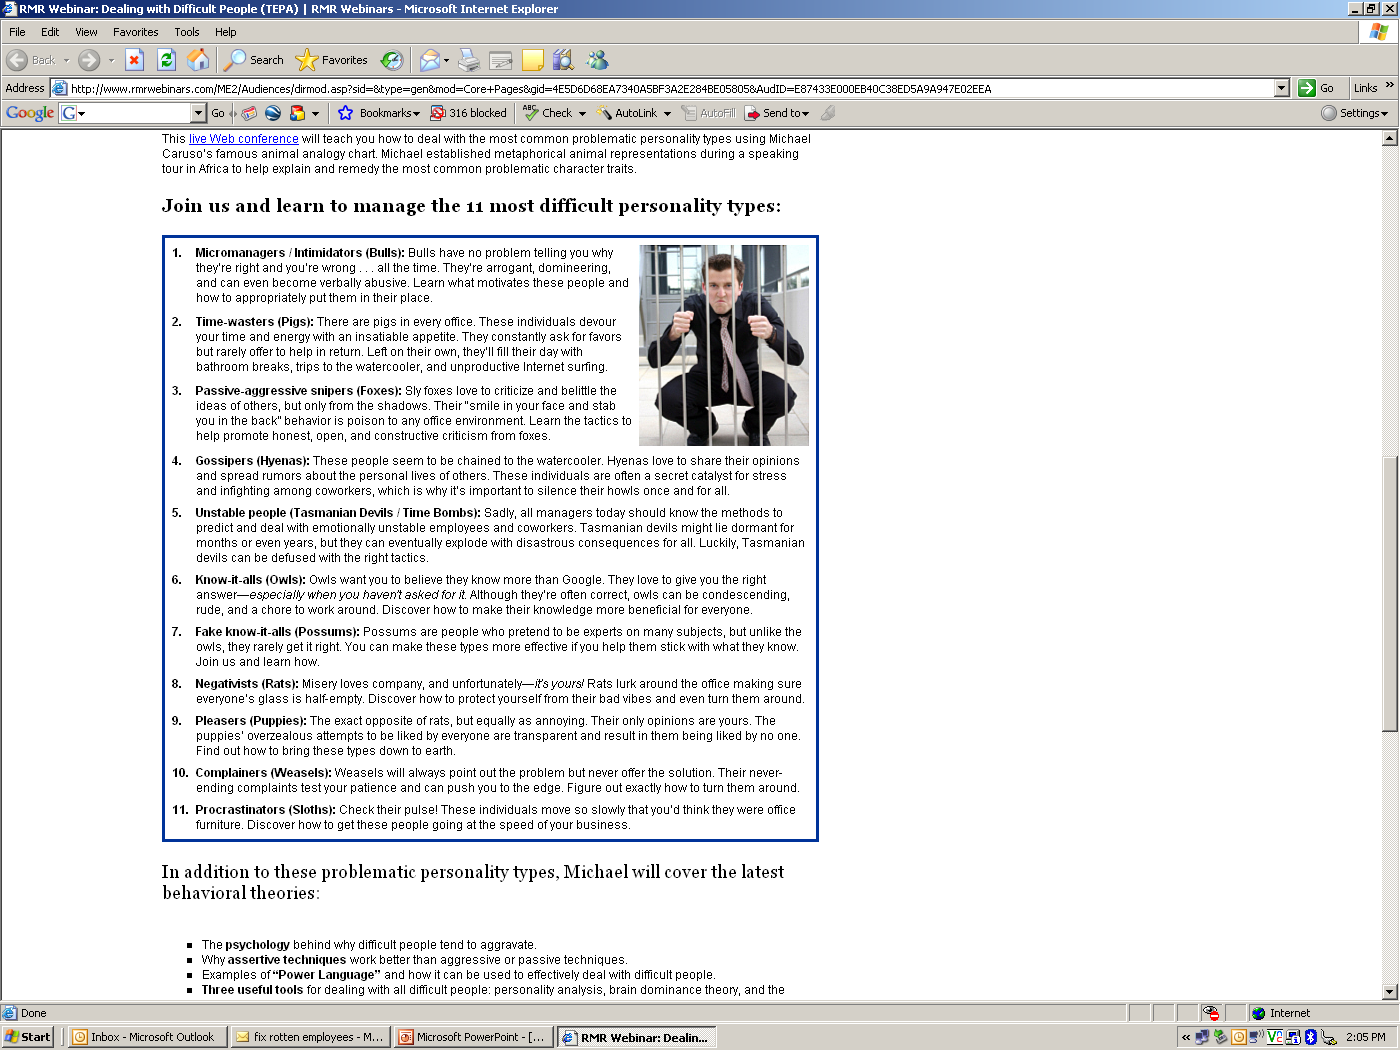 RMR Webinar: Dealing with Difficult People (TEPA) | RMR Webinars - Microsoft Internet Explorer
File Edit View Favorites Tools Help
Back Search Favorites
Address http://www.rmrwebinars.com/ME2/Audiences/dirmod.asp?sid=&type=gen&mod=Core+Pages&gid=4E5D6D68EA7340A5BF3A2E284BE05805&AudID=E87433E000EB40C38ED5A9A947E02EEA Go Links »
Google G Go Bookmarks 316 blocked ABC Check AutoLink AutoFill Send to Settings
This live Web conference will teach you how to deal with the most common problematic personality types using Michael
Caruso's famous animal analogy chart. Michael established metaphorical animal representations during a speaking
tour in Africa to help explain and remedy the most common problematic character traits.
Join us and learn to manage the 11 most difficult personality types:
1. Micromanagers / Intimidators (Bulls): Bulls have no problem telling you why
they're right and you're wrong . . . all the time. They're arrogant, domineering,
and can even become verbally abusive. Learn what motivates these people and
how to appropriately put them in their place.
2. Time-wasters (Pigs): There are pigs in every office. These individuals devour
your time and energy with an insatiable appetite. They constantly ask for favors
but rarely offer to help in return. Left on their own, they'll fill their day with
bathroom breaks, trips to the watercooler, and unproductive Internet surfing.
3. Passive-aggressive snipers (Foxes): Sly foxes love to criticize and belittle the
ideas of others, but only from the shadows. Their "smile in your face and stab
you in the back" behavior is poison to any office environment. Learn the tactics to
help promote honest, open, and constructive criticism from foxes.
4. Gossipers (Hyenas): These people seem to be chained to the watercooler. Hyenas love to share their opinions
and spread rumors about the personal lives of others. These individuals are often a secret catalyst for stress
and infighting among coworkers, which is why it's important to silence their howls once and for all.
5. Unstable people (Tasmanian Devils / Time Bombs): Sadly, all managers today should know the methods to
predict and deal with emotionally unstable employees and coworkers. Tasmanian devils might lie dormant for
months or even years, but they can eventually explode with disastrous consequences for all. Luckily, Tasmanian
devils can be defused with the right tactics.
6. Know-it-alls (Owls): Owls want you to believe they know more than Google. They love to give you the right
answer—especially when you haven't asked for it. Although they're often correct, owls can be condescending,
rude, and a chore to work around. Discover how to make their knowledge more beneficial for everyone.
7. Fake know-it-alls (Possums): Possums are people who pretend to be experts on many subjects, but unlike the
owls, they rarely get it right. You can make these types more effective if you help them stick with what they know.
Join us and learn how.
8. Negativists (Rats): Misery loves company, and unfortunately—it's yours! Rats lurk around the office making sure
everyone's glass is half-empty. Discover how to protect yourself from their bad vibes and even turn them around.
9. Pleasers (Puppies): The exact opposite of rats, but equally as annoying. Their only opinions are yours. The
puppies' overzealous attempts to be liked by everyone are transparent and result in them being liked by no one.
Find out how to bring these types down to earth.
10. Complainers (Weasels): Weasels will always point out the problem but never offer the solution. Their never-
ending complaints test your patience and can push you to the edge. Figure out exactly how to turn them around.
11. Procrastinators (Sloths): Check their pulse! These individuals move so slowly that you'd think they were office
furniture. Discover how to get these people going at the speed of your business.
In addition to these problematic personality types, Michael will cover the latest
behavioral theories:
The psychology behind why difficult people tend to aggravate.
Why assertive techniques work better than aggressive or passive techniques.
Examples of "Power Language" and how it can be used to effectively deal with difficult people.
Three useful tools for dealing with all difficult people: personality analysis, brain dominance theory, and the
Done Internet
Start Inbox - Microsoft Outlook fix rotten employees - M... Microsoft PowerPoint - [... RMR Webinar: Dealin... « 2:05 PM